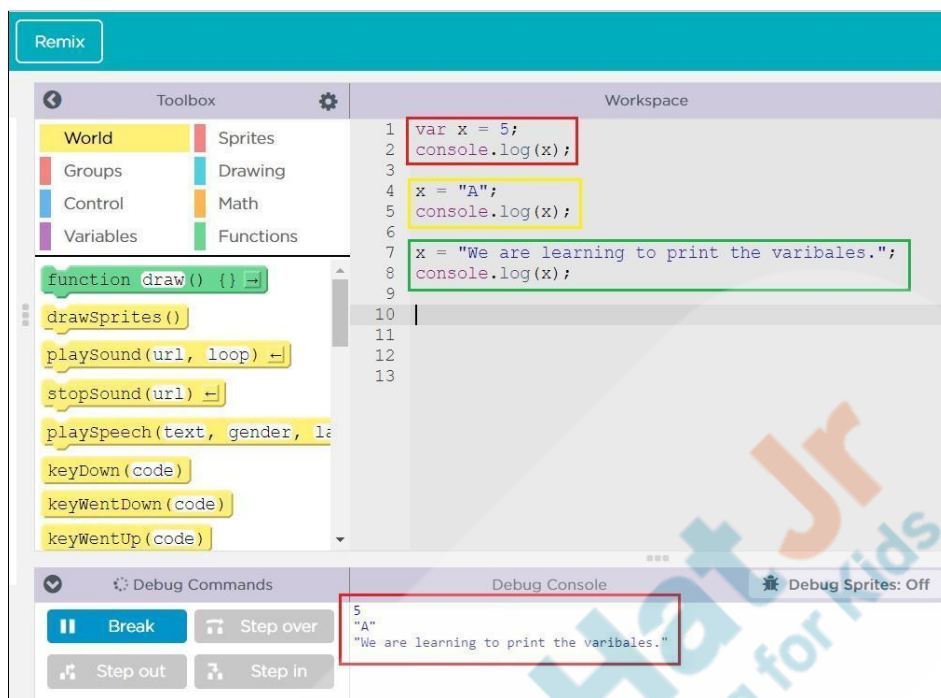 Remix
Toolbox
Workspace
World
Sprites
Groups
Drawing
Control
Math
Variables
Functions
function draw() {}
drawSprites()
playSound(url, loop)
stopSound(url)
playSpeech(text, gender, la
keyDown(code)
keyWentDown(code)
keyWentUp(code)
1 var x = 5;
2 console.log(x);
3
4 x = "A";
5 console.log(x);
6
7 x = "We are learning to print the varibales.";
8 console.log(x);
9
10
11
12
13
Debug Commands
Debug Console
Debug Sprites: Off
Break
Step over
Step out
Step in
5
"A"
"We are learning to print the varibales."
Hat Jr
for Kids